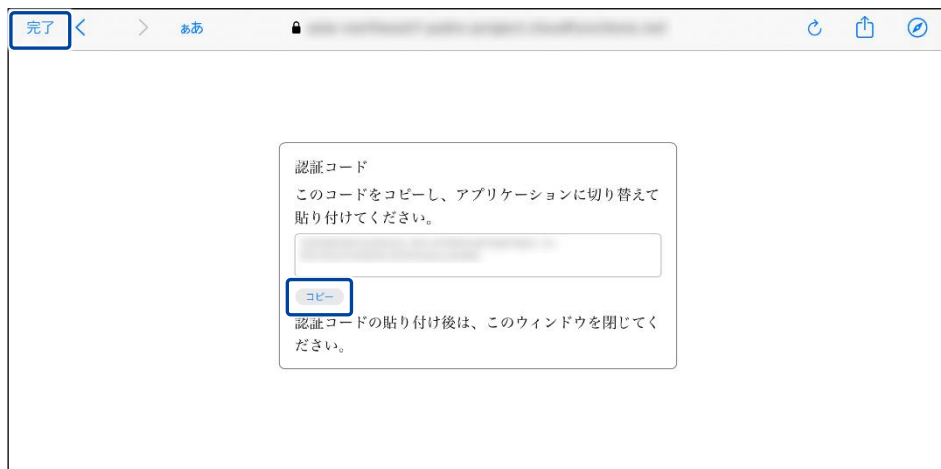 完了
ぁあ
認証コード
このコードをコピーし、アプリケーションに切り替えて
貼り付けてください。
コピー
認証コードの貼り付け後は、このウィンドウを閉じてく
ださい。